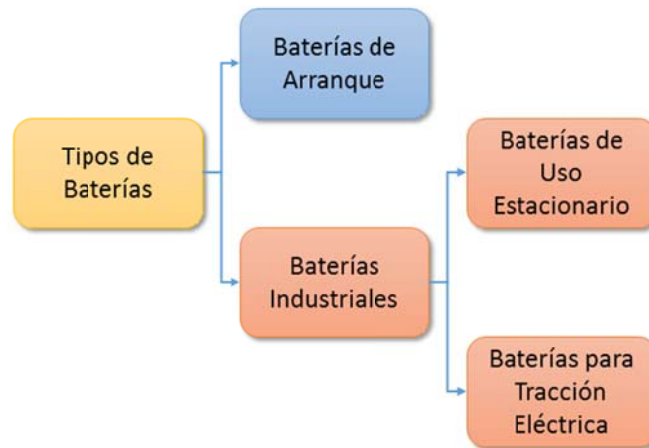 Baterías de
Arranque
Tipos de
Baterías
Baterías de
Uso
Estacionario
Baterías
Industriales
Baterías para
Tracción
Eléctrica